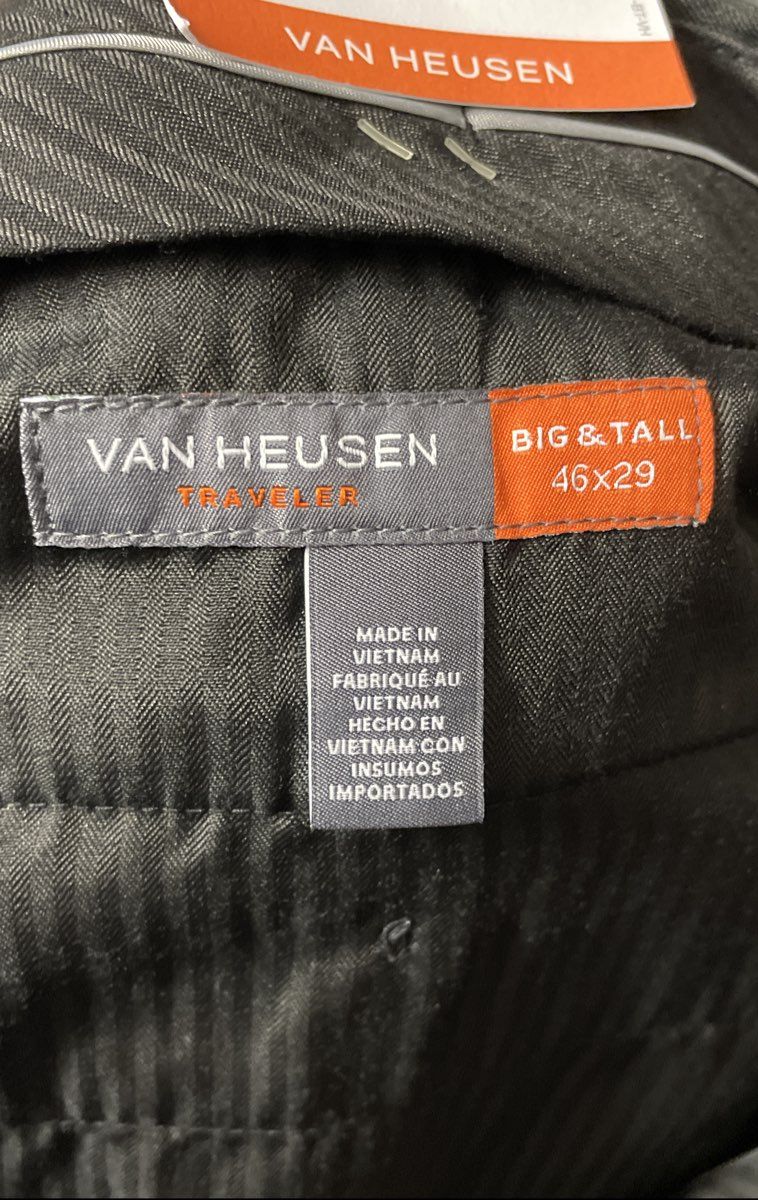 VAN HEUSEN
VAN HEUSEN
TRAVELER
BIG & TALL
46x29
MADE IN
VIETNAM
FABRIQUÉ AU
VIETNAM
HECHO EN
VIETNAM CON
INSUMOS
IMPORTADOS